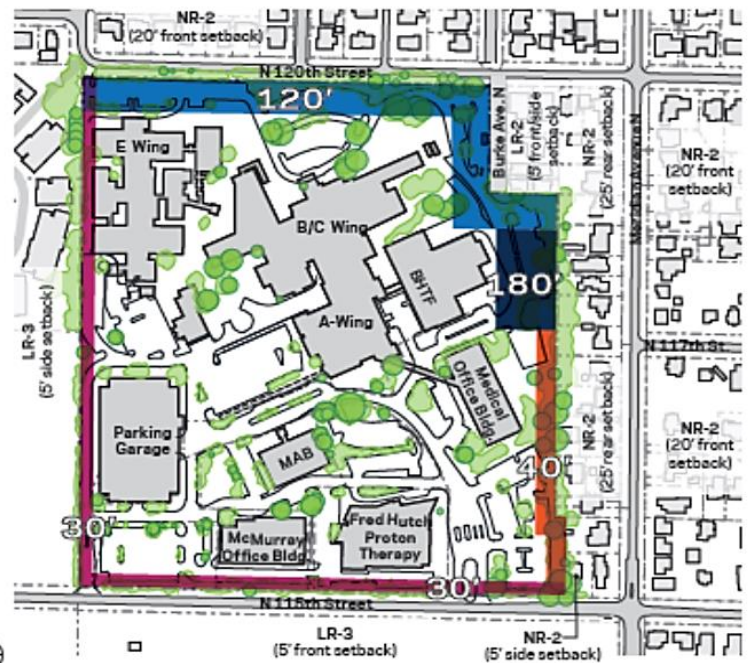 NR-2
(20' front setback)
N 120th Street
120'
E Wing
Burke Ave. N
LR-2
(5' front/side
setback)
NR-2
(25' rear setback)
NR-2
(20' front
setback)
B/C Wing
BHTF
180'
A-Wing
LR-3
(5' side setback)
N 117th St
Medical
Office Bldg.
Parking
Garage
MAB
NR-2
(25' rear setback)
NR-2
(20' front
setback)
40'
30'
McMurray
Office Bldg
Fred Hutch
Proton
Therapy
30'
N 115th Street
LR-3
(5' front setback)
NR-2
(5' side setback)